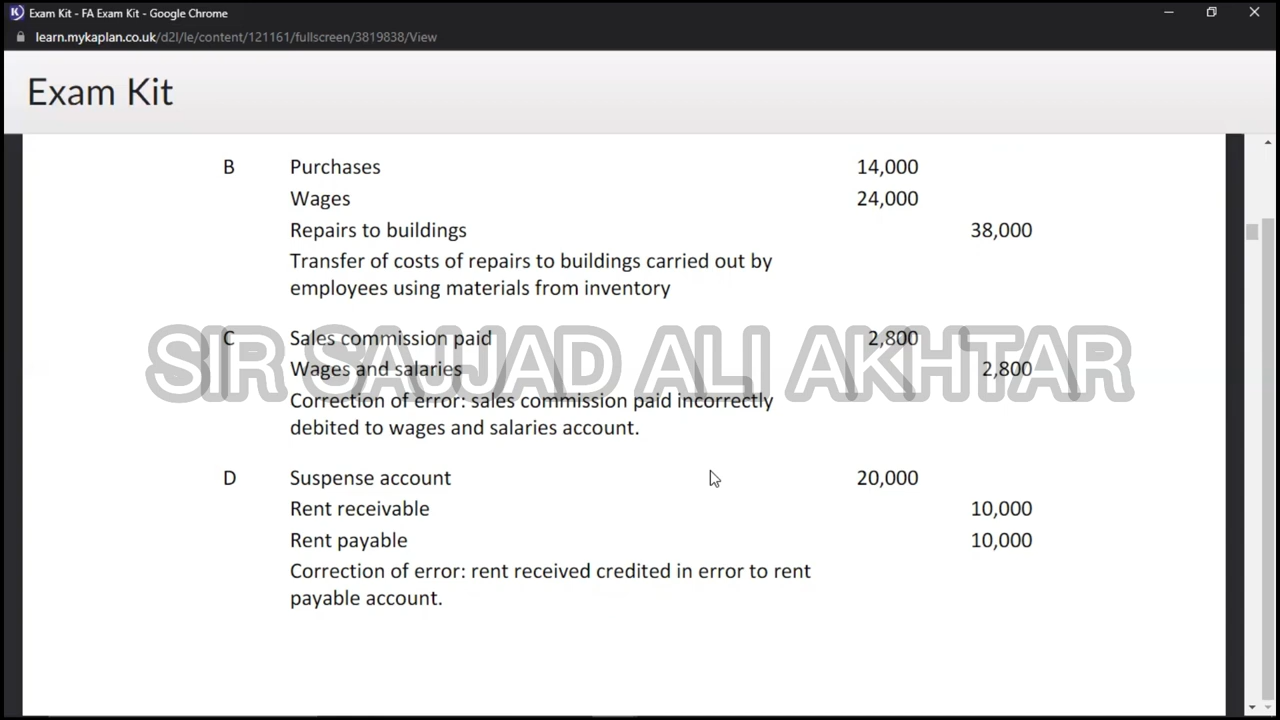 Exam Kit - FA Exam Kit - Google Chrome
learn.mykaplan.co.uk/d2l/le/content/121161/fullscreen/3819838/View
Exam Kit
B Purchases 14,000
Wages 24,000
Repairs to buildings 38,000
Transfer of costs of repairs to buildings carried out by
employees using materials from inventory
C Sales commission paid 2,800
Wages and salaries 2,800
SIR SAJJAD ALI AKHTAR
Correction of error: sales commission paid incorrectly
debited to wages and salaries account.
D Suspense account 20,000
Rent receivable 10,000
Rent payable 10,000
Correction of error: rent received credited in error to rent
payable account.